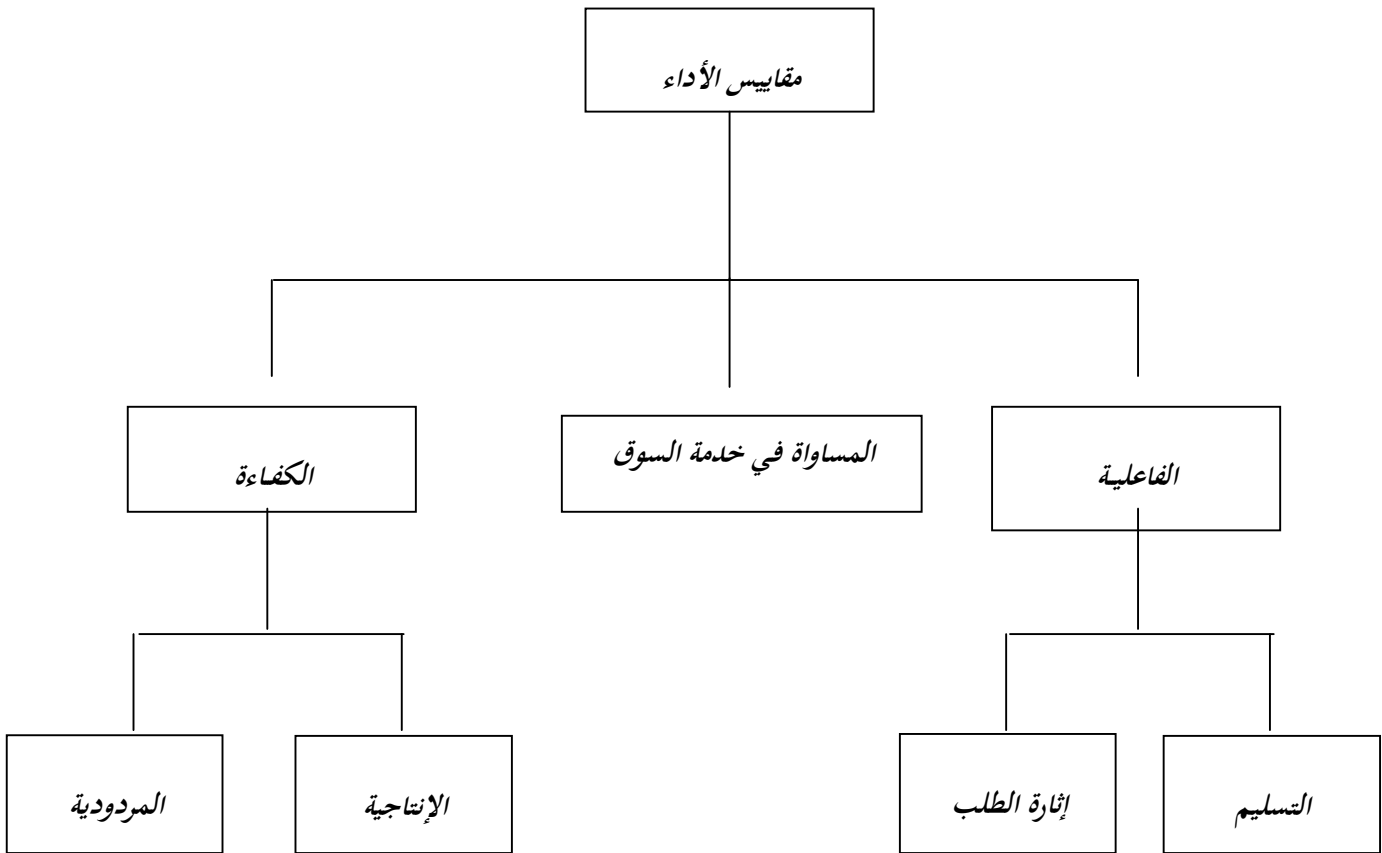 مقاييس الأداء
الفاعلية
المساواة في خدمة السوق
الكفاءة
التسليم
إثارة الطلب
الإنتاجية
المردودية